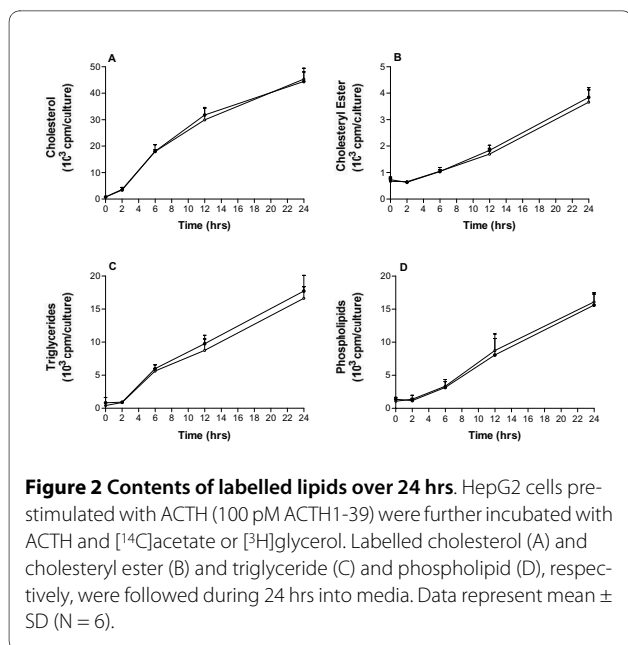 A
Cholesterol
(10³ cpm/culture)
50
40
30
20
10
0
0 2 4 6 8 10 12 14 16 18 20 22 24
Time (hrs)
B
Cholesteryl Ester
(10³ cpm/culture)
5
4
3
2
1
0
0 2 4 6 8 10 12 14 16 18 20 22 24
Time (hrs)
C
Triglycerides
(10³ cpm/culture)
20
15
10
5
0
0 2 4 6 8 10 12 14 16 18 20 22 24
Time (hrs)
D
Phospholipids
(10³ cpm/culture)
20
15
10
5
0
0 2 4 6 8 10 12 14 16 18 20 22 24
Time (hrs)
Figure 2 Contents of labelled lipids over 24 hrs. HepG2 cells pre-
stimulated with ACTH (100 pM ACTH1-39) were further incubated with
ACTH and [¹⁴C]acetate or [³H]glycerol. Labelled cholesterol (A) and
cholesteryl ester (B) and triglyceride (C) and phospholipid (D), respec-
tively, were followed during 24 hrs into media. Data represent mean ±
SD (N = 6).